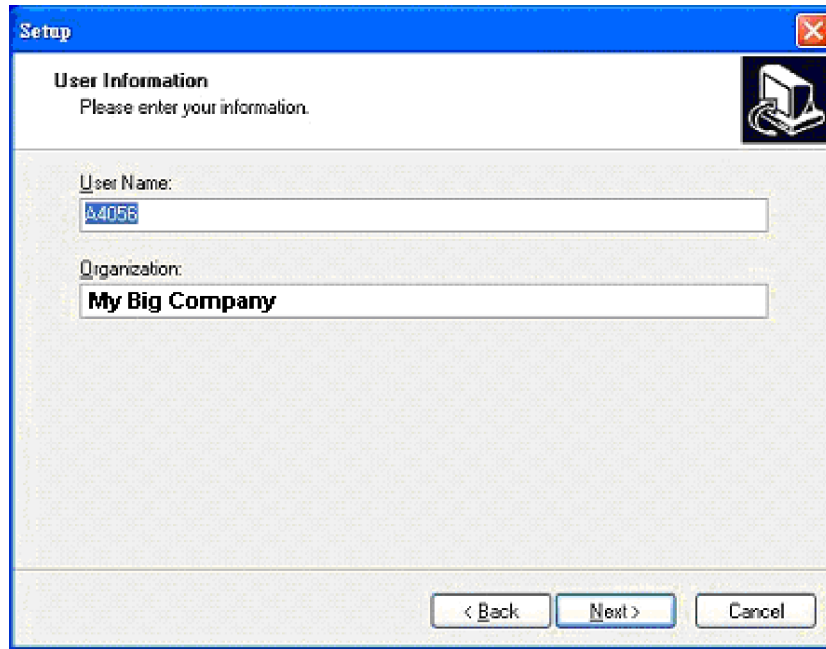 Setup
User Information
Please enter your information.
User Name:
A4056
Organization:
My Big Company
< Back
Next >
Cancel